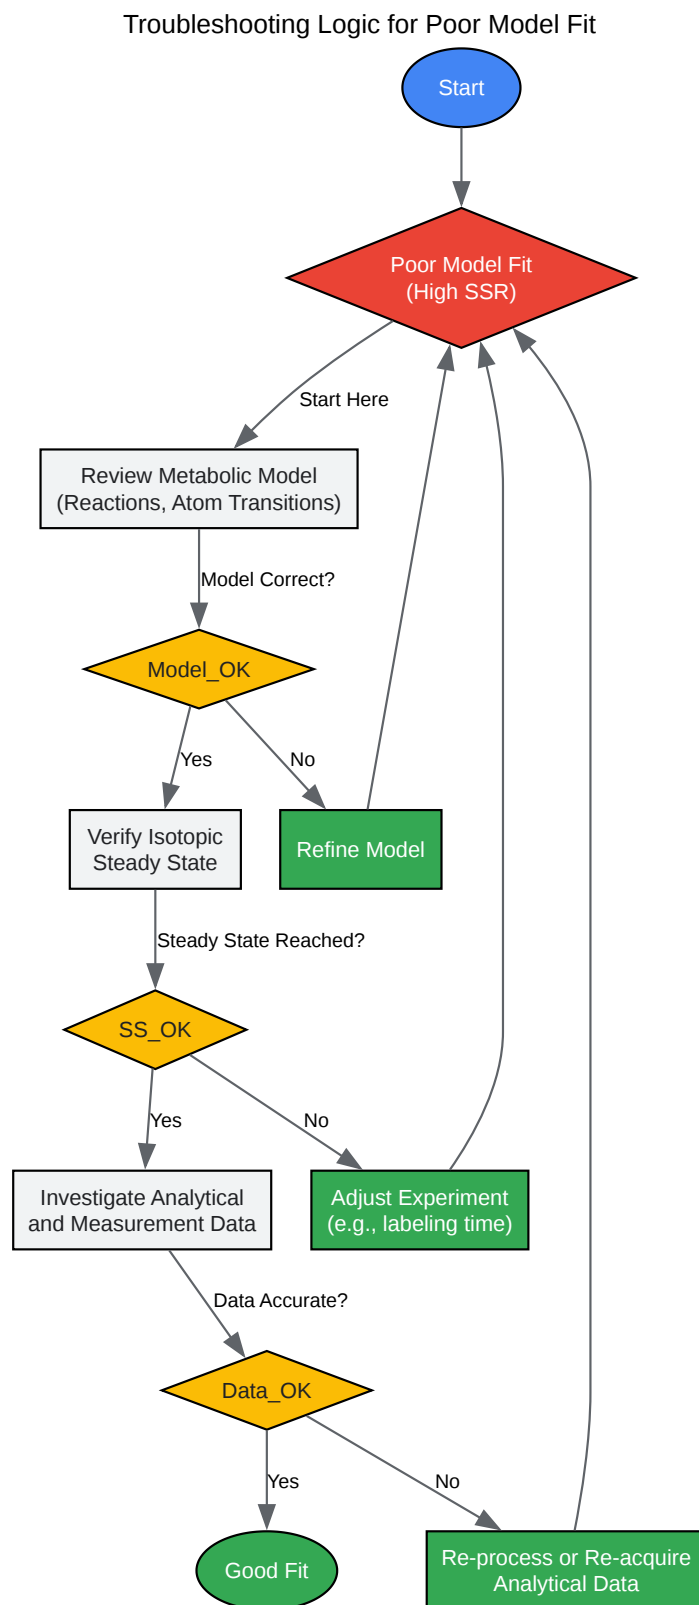 Troubleshooting Logic for Poor Model Fit
Start
Poor Model Fit
(High SSR)
Start Here
Review Metabolic Model
(Reactions, Atom Transitions)
Model Correct?
Model_OK
Yes
No
Verify Isotopic
Steady State
Refine Model
Steady State Reached?
SS_OK
Yes
No
Investigate Analytical
and Measurement Data
Adjust Experiment
(e.g., labeling time)
Data Accurate?
Data_OK
Yes
No
Good Fit
Re-process or Re-acquire
Analytical Data